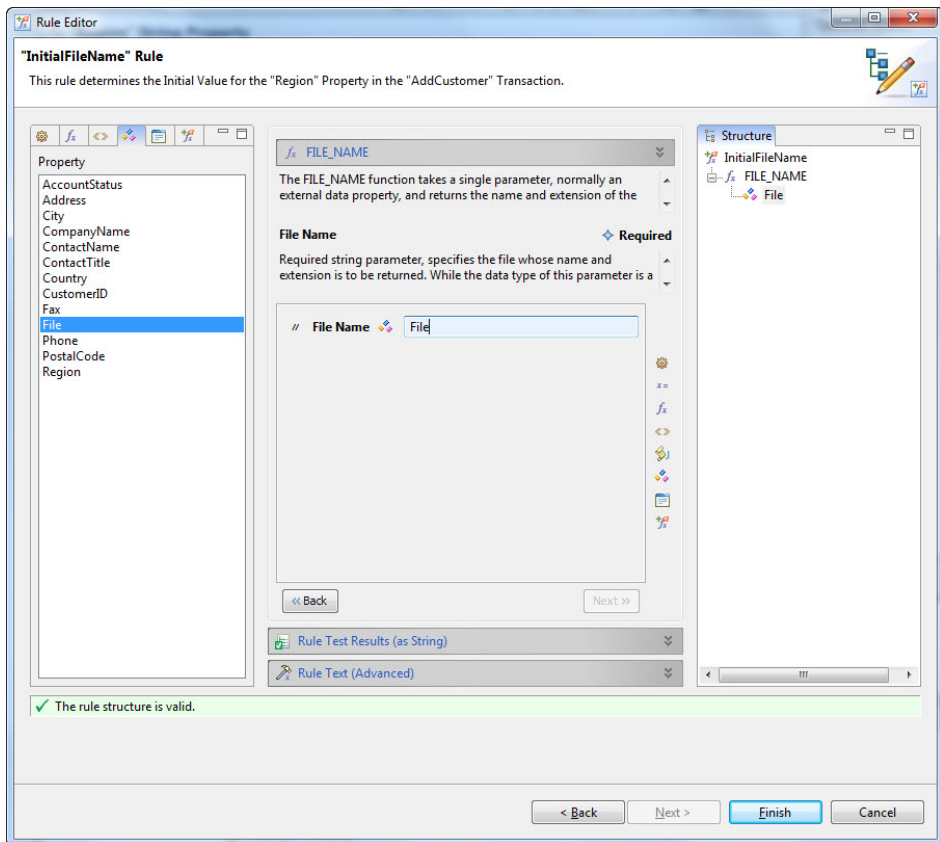 Rule Editor
"InitialFileName" Rule
This rule determines the Initial Value for the "Region" Property in the "AddCustomer" Transaction.
Property
AccountStatus
Address
City
CompanyName
ContactName
ContactTitle
Country
CustomerID
Fax
File
Phone
PostalCode
Region
fx FILE_NAME
The FILE_NAME function takes a single parameter, normally an
external data property, and returns the name and extension of the
File Name Required
Required string parameter, specifies the file whose name and
extension is to be returned. While the data type of this parameter is a
// File Name File
x =
fx
<>
« Back Next »
Rule Test Results (as String)
Rule Text (Advanced)
Structure
InitialFileName
fx FILE_NAME
File
The rule structure is valid.
< Back Next > Finish Cancel